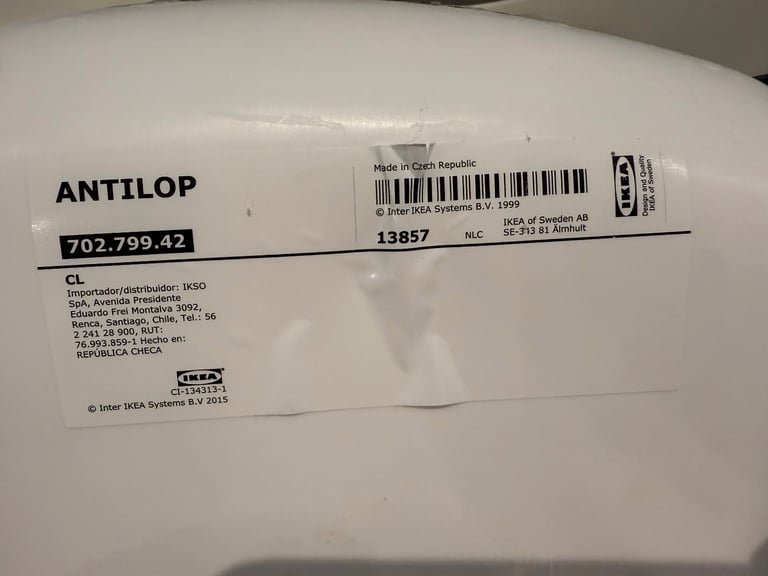 ANTILOP
702.799.42
Made in Czech Republic
© Inter IKEA Systems B.V. 1999
13857
NLC
IKEA of Sweden AB
SE-343 81 Älmhult
IKEA
Design and Quality
IKEA of Sweden
CL
Importador/distribuidor: IKSO
SpA, Avenida Presidente
Eduardo Frei Montalva 3092,
Renca, Santiago, Chile, Tel.: 56
2 241 28 900, RUT:
76.993.859-1 Hecho en:
REPÚBLICA CHECA
IKEA
CI-134313-1
© Inter IKEA Systems B.V 2015